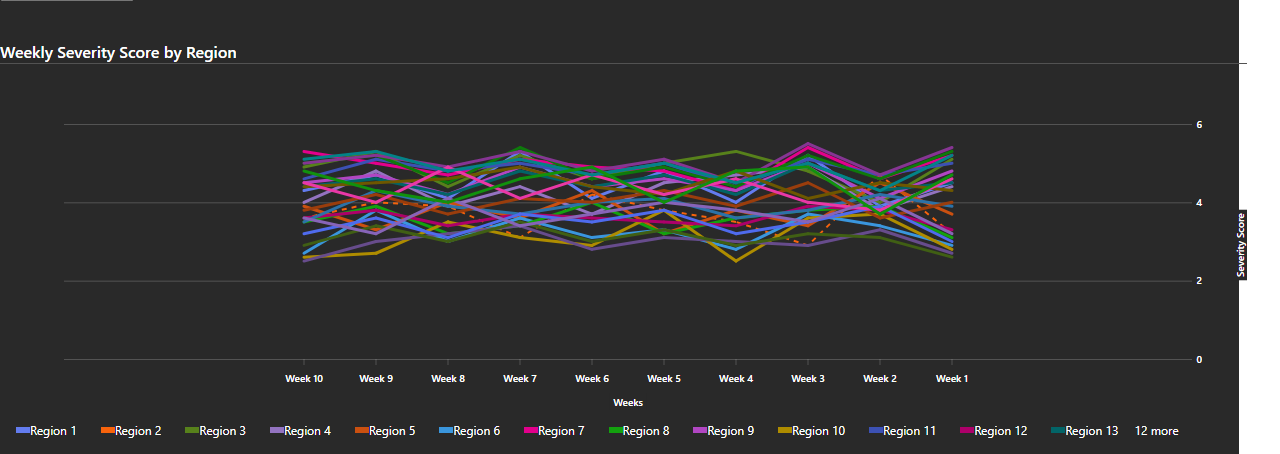 Weekly Severity Score by Region
6
4
2
0
Severity Score
Week 10 Week 9 Week 8 Week 7 Week 6 Week 5 Week 4 Week 3 Week 2 Week 1
Weeks
Region 1 Region 2 Region 3 Region 4 Region 5 Region 6 Region 7 Region 8 Region 9 Region 10 Region 11 Region 12 Region 13 12 more